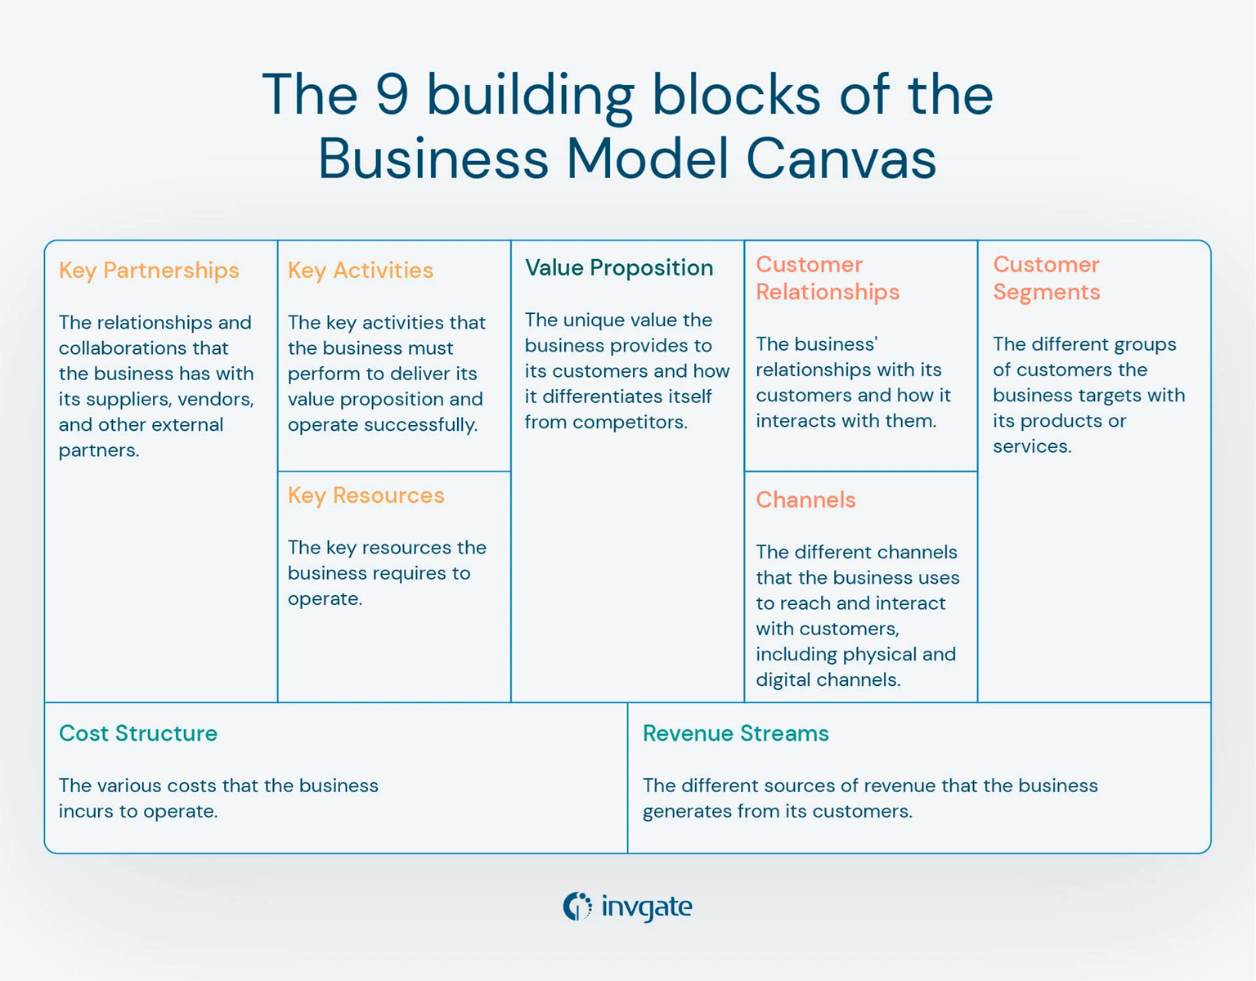 The 9 building blocks of the
Business Model Canvas
Key Partnerships
The relationships and
collaborations that
the business has with
its suppliers, vendors,
and other external
partners.
Key Activities
The key activities that
the business must
perform to deliver its
value proposition and
operate successfully.
Key Resources
The key resources the
business requires to
operate.
Value Proposition
The unique value the
business provides to
its customers and how
it differentiates itself
from competitors.
Customer
Relationships
The business'
relationships with its
customers and how it
interacts with them.
Channels
The different channels
that the business uses
to reach and interact
with customers,
including physical and
digital channels.
Customer
Segments
The different groups
of customers the
business targets with
its products or
services.
Cost Structure
The various costs that the business
incurs to operate.
Revenue Streams
The different sources of revenue that the business
generates from its customers.
invgate